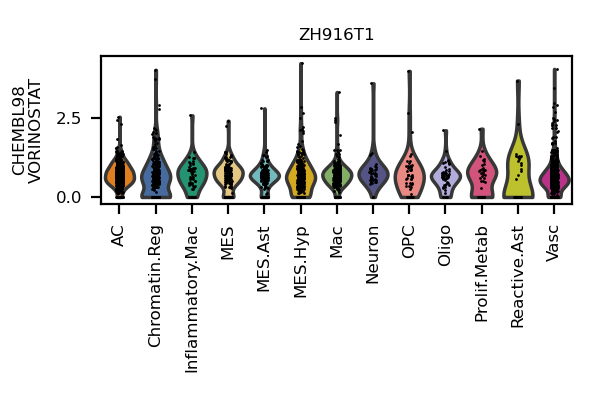 ZH916T1
CHEMBL98
VORINOSTAT
2.5
0.0
AC
Chromatin.Reg
Inflammatory.Mac
MES
MES.Ast
MES.Hyp
Mac
Neuron
OPC
Oligo
Prolif.Metab
Reactive.Ast
Vasc